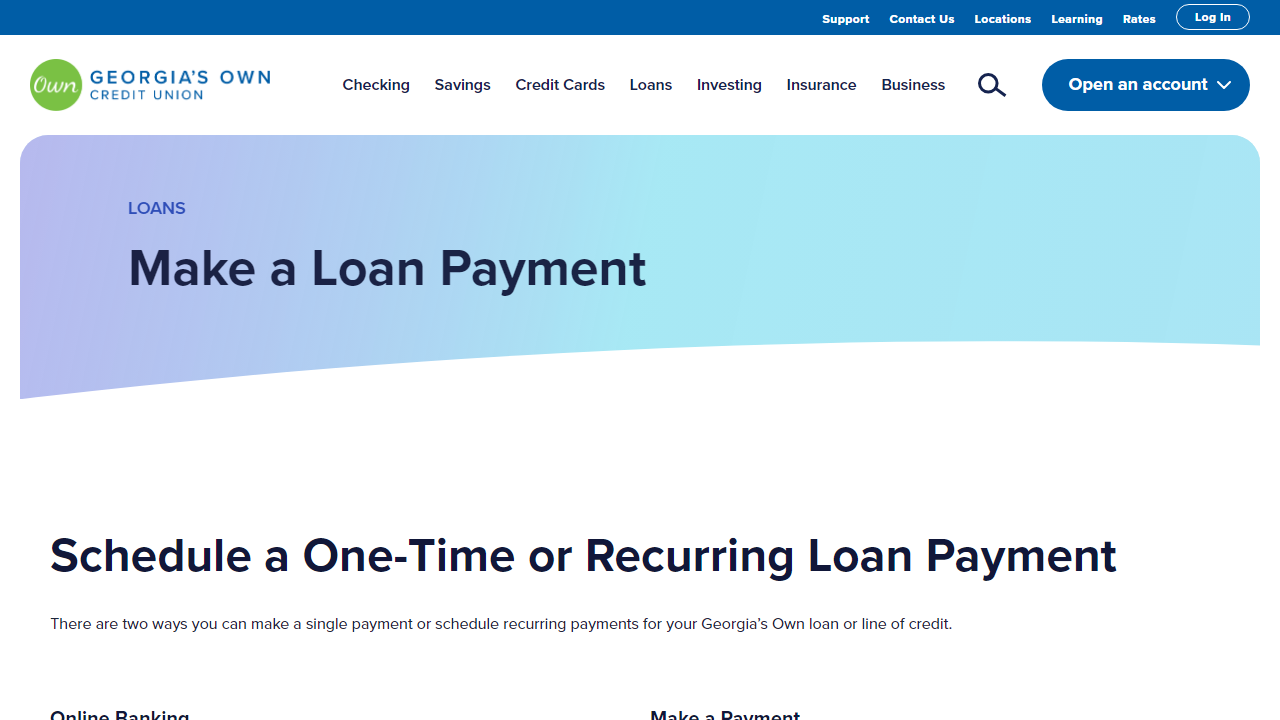 Support Contact Us Locations Learning Rates Log In
Own GEORGIA'S OWN
CREDIT UNION
Checking Savings Credit Cards Loans Investing Insurance Business Open an account
LOANS
Make a Loan Payment
Schedule a One-Time or Recurring Loan Payment
There are two ways you can make a single payment or schedule recurring payments for your Georgia’s Own loan or line of credit.
Online Banking Make a Payment